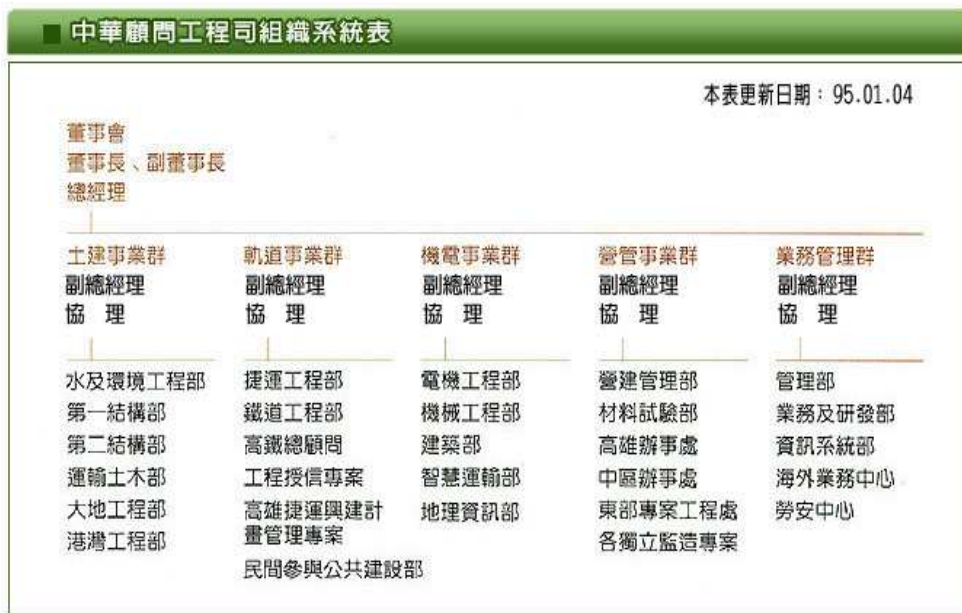 中華顧問工程司組織系統表
本表更新日期：95.01.04
董事會
董事長、副董事長
總經理
土建事業群
副總經理
協 理
水及環境工程部
第一結構部
第二結構部
運輸土木部
大地工程部
港灣工程部
軌道事業群
副總經理
協 理
捷運工程部
鐵道工程部
高鐵總顧問
工程授信專案
高雄捷運興建計
畫管理專案
民間參與公共建設部
機電事業群
副總經理
協 理
電機工程部
機械工程部
建築部
智慧運輸部
地理資訊部
營管事業群
副總經理
協 理
營建管理部
材料試驗部
高雄辦事處
中區辦事處
東部專案工程處
各獨立監造專案
業務管理群
副總經理
協 理
管理部
業務及研發部
資訊系統部
海外業務中心
勞安中心